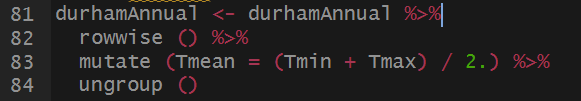 81 durhamAnnual <- durhamAnnual %>%
82 rowwise () %>%
83 mutate (Tmean = (Tmin + Tmax) / 2.) %>%
84 ungroup ()